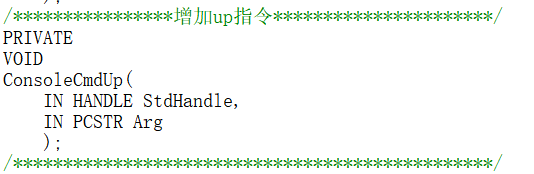 );
/****************增加up指令*************************/
PRIVATE
VOID
ConsoleCmdUp(
    IN HANDLE StdHandle,
    IN PCSTR Arg
    );
/************************************************/